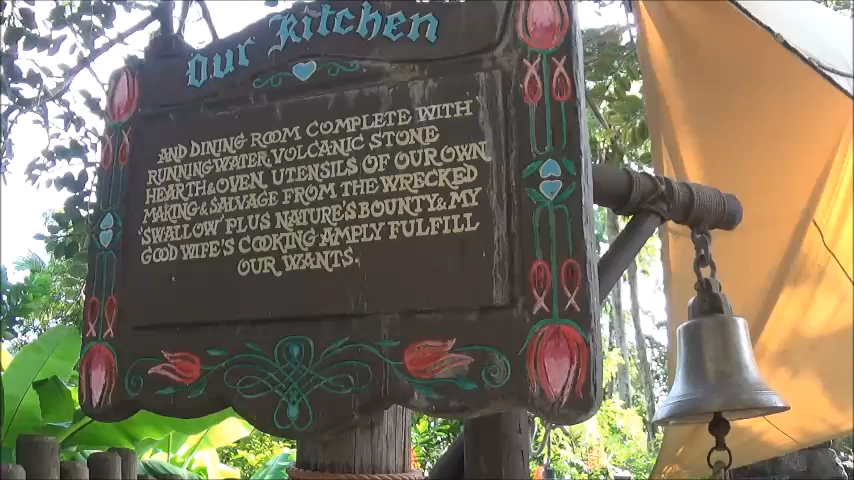 Our Kitchen
AND DINING ROOM COMPLETE WITH
RUNNING WATER, VOLCANIC STONE
HEARTH & OVEN, UTENSILS OF OUR OWN
MAKING & SALVAGE FROM THE WRECKED
"SWALLOW" PLUS NATURE'S BOUNTY & MY
GOOD WIFE'S COOKING AMPLY FULFILL
OUR WANTS.